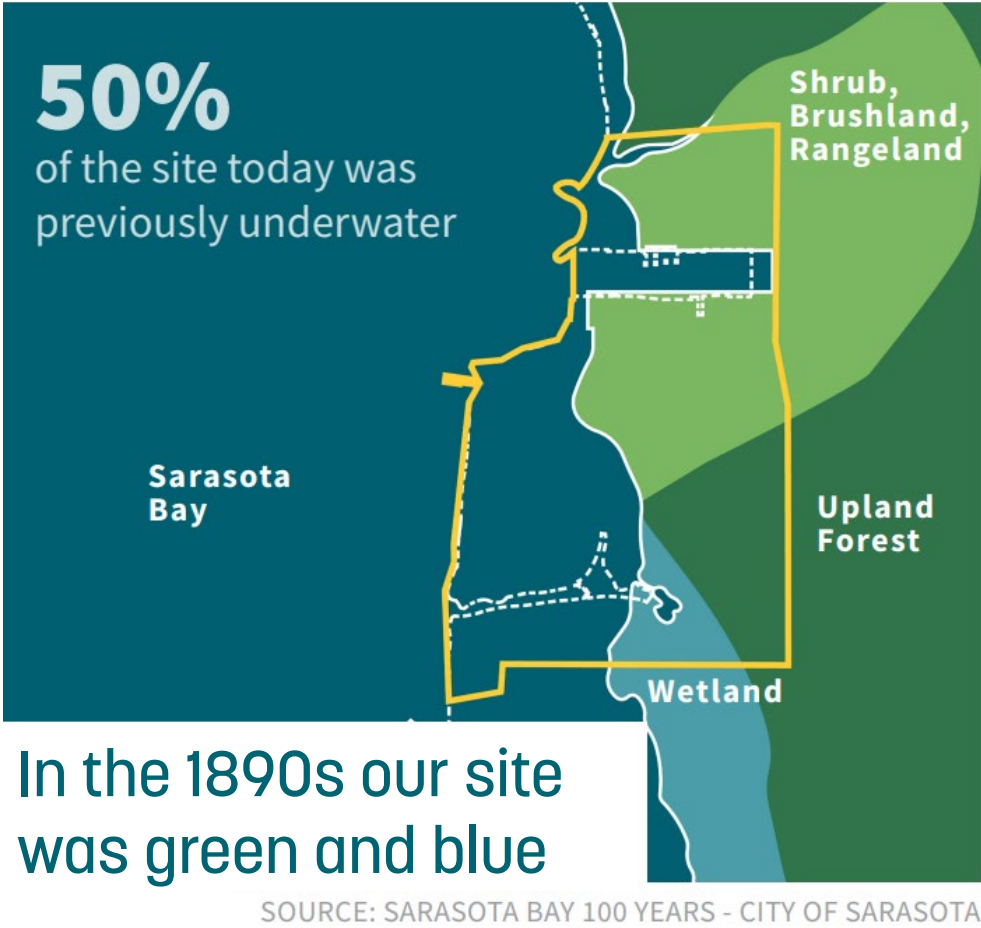 50%
of the site today was
previously underwater
Shrub,
Brushland,
Rangeland
Sarasota
Bay
Upland
Forest
Wetland
In the 1890s our site
was green and blue
SOURCE: SARASOTA BAY 100 YEARS - CITY OF SARASOTA